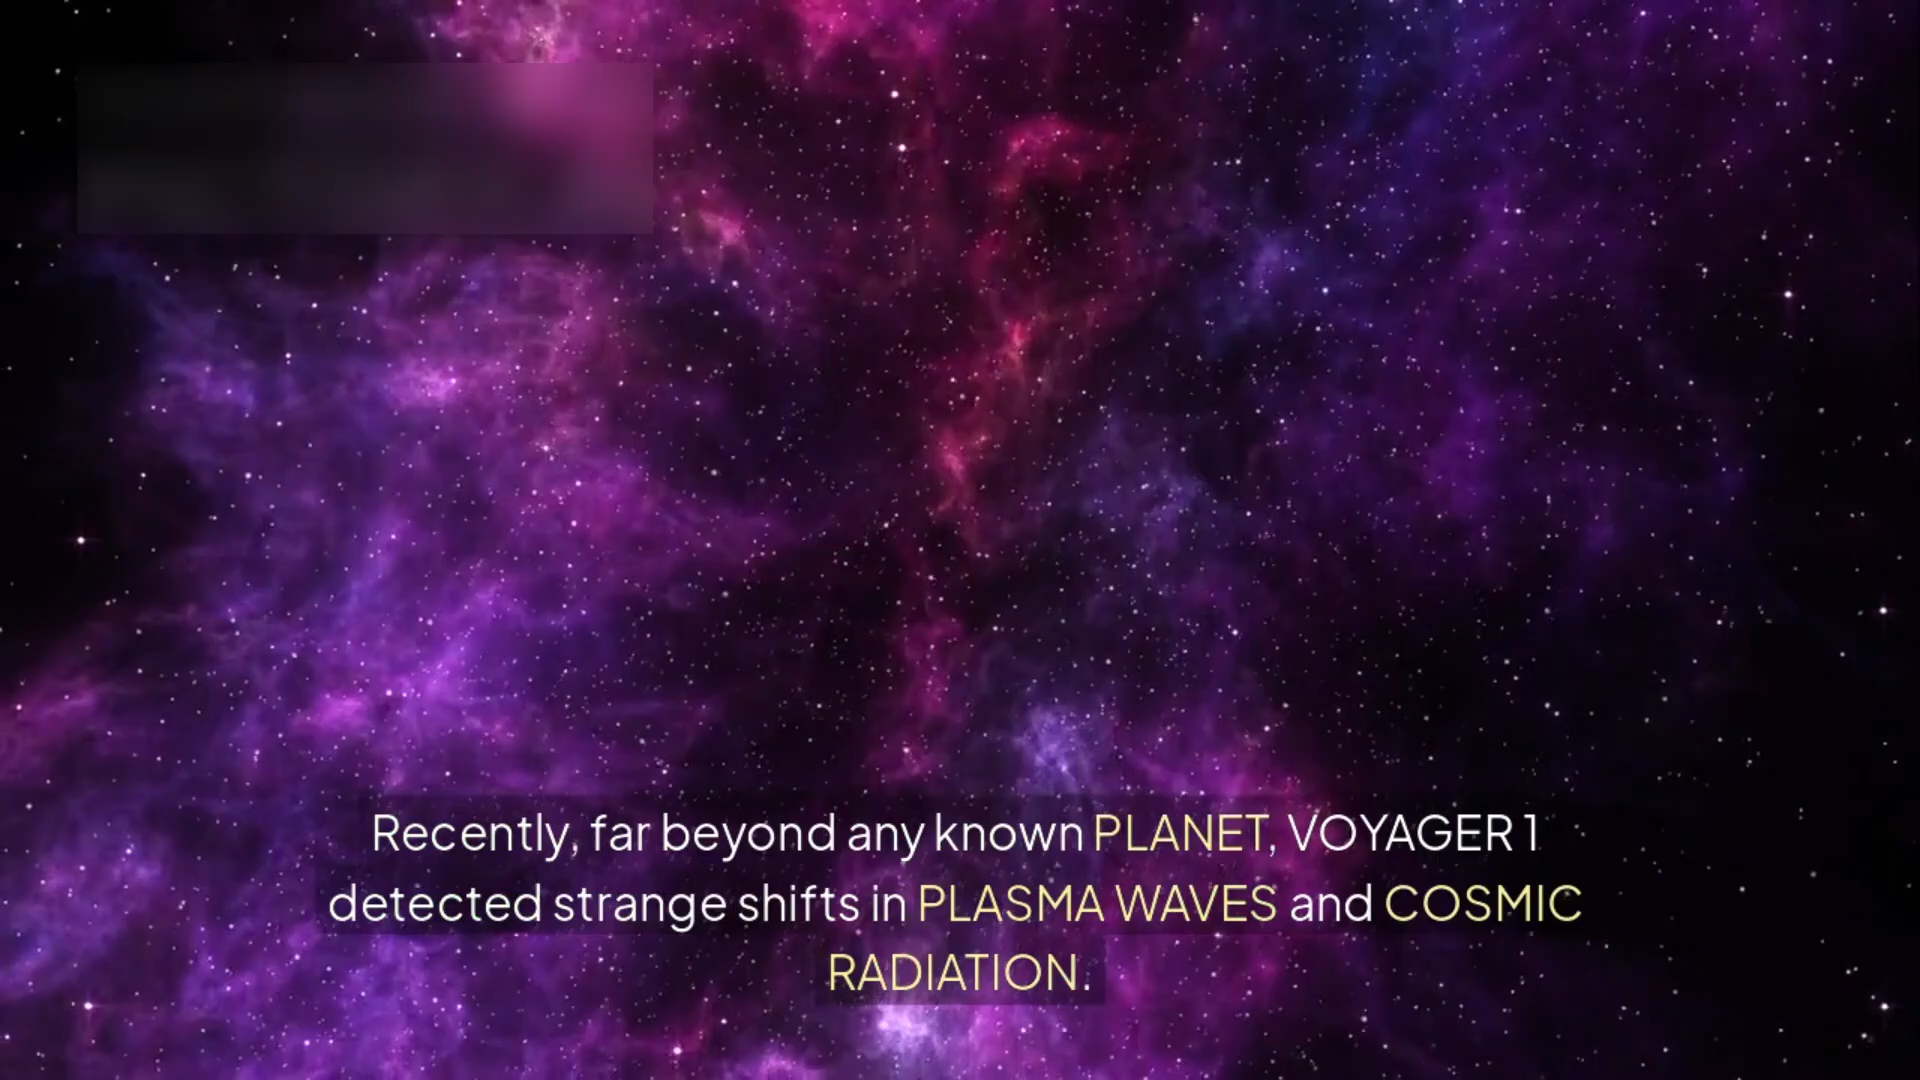 Recently, far beyond any known PLANET, VOYAGER 1
detected strange shifts in PLASMA WAVES and COSMIC
RADIATION.